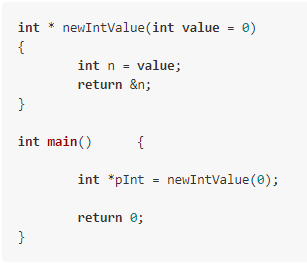 int * newIntValue(int value = 0)
{
        int n = value;
        return &n;
}

int main()      {

        int *pInt = newIntValue(0);

        return 0;
}